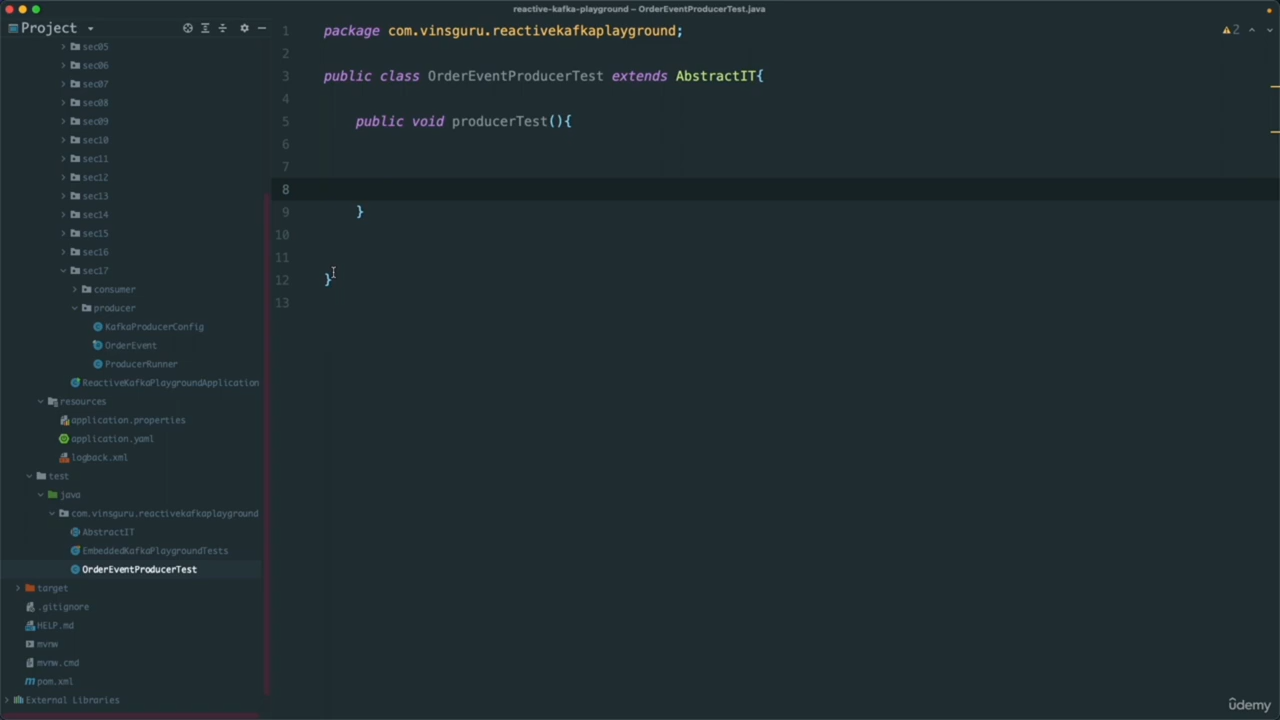 reactive-kafka-playground – OrderEventProducerTest.java
Project
sec05
sec06
sec07
sec08
sec09
sec10
sec11
sec12
sec13
sec14
sec15
sec16
sec17
consumer
producer
KafkaProducerConfig
OrderEvent
ProducerRunner
ReactiveKafkaPlaygroundApplication
resources
application.properties
application.yaml
logback.xml
test
java
com.vinsguru.reactivekafkaplayground
AbstractIT
EmbeddedKafkaPlaygroundTests
OrderEventProducerTest
target
.gitignore
HELP.md
mvnw
mvnw.cmd
pom.xml
External Libraries
1 package com.vinsguru.reactivekafkaplayground;
2
3 public class OrderEventProducerTest extends AbstractIT{
4
5 public void producerTest(){
6
7
8
9 }
10
11
12 }
13
2
udemy